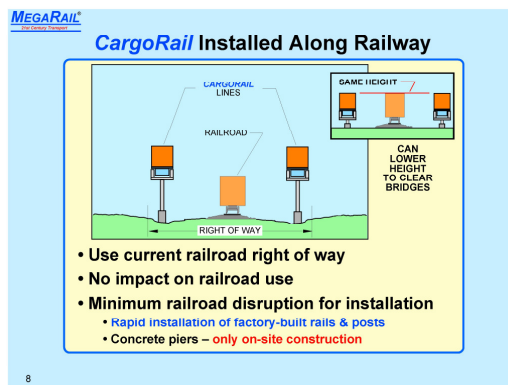 MEGARAIL®
21st Century Transport
CargoRail Installed Along Railway
CARGORAIL
LINES
RAILROAD
RIGHT OF WAY
SAME HEIGHT
CAN
LOWER
HEIGHT
TO CLEAR
BRIDGES
• Use current railroad right of way
• No impact on railroad use
• Minimum railroad disruption for installation
• Rapid installation of factory-built rails & posts
• Concrete piers – only on-site construction
8